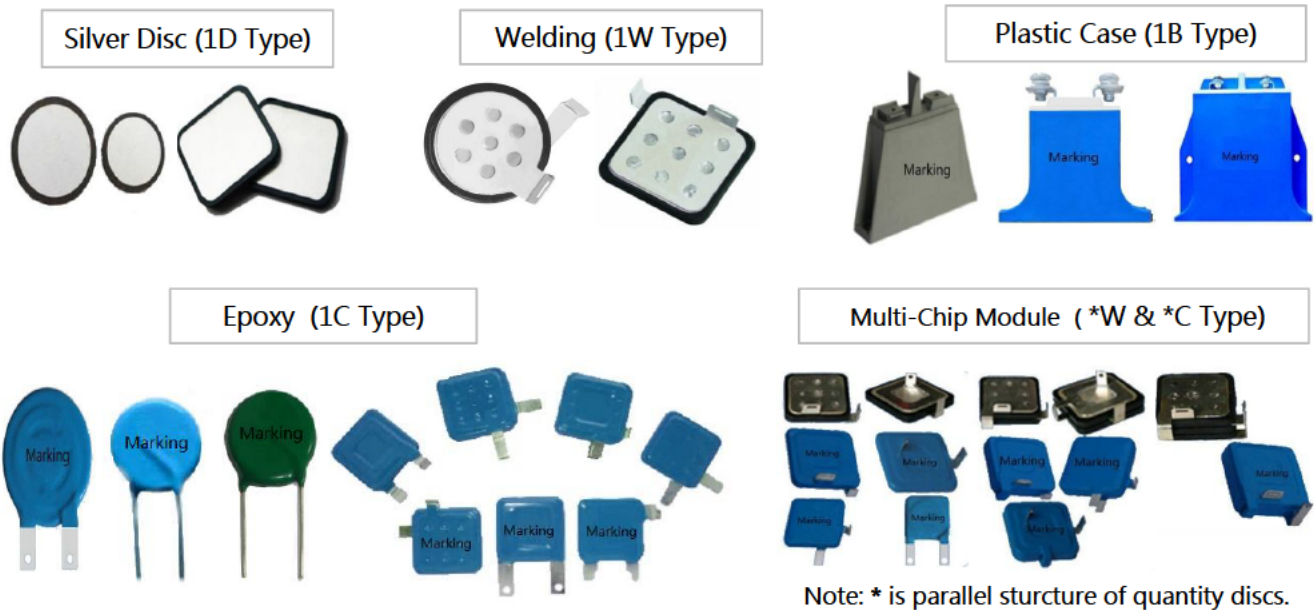 Silver Disc (1D Type)
Welding (1W Type)
Plastic Case (1B Type)
Marking
Marking
Marking
Epoxy (1C Type)
Multi-Chip Module ( *W & *C Type)
Marking
Marking
Marking
Marking
Marking
Marking
Marking
Marking
Marking
Marking
Marking
Marking
Marking
Marking
Note: * is parallel sturcture of quantity discs.